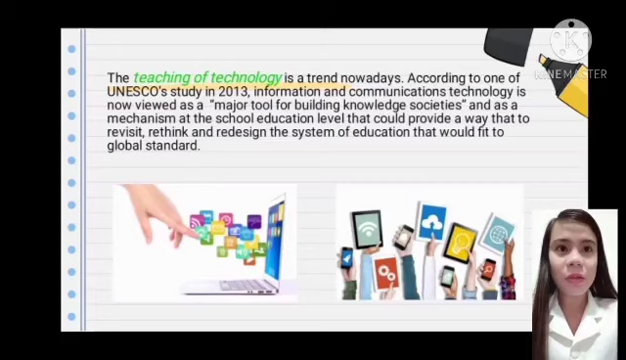 The teaching of technology is a trend nowadays. According to one of
UNESCO's study in 2013, information and communications technology is
now viewed as a "major tool for building knowledge societies" and as a
mechanism at the school education level that could provide a way that to
revisit, rethink and redesign the system of education that would fit to
global standard.
K
KINEMASTER